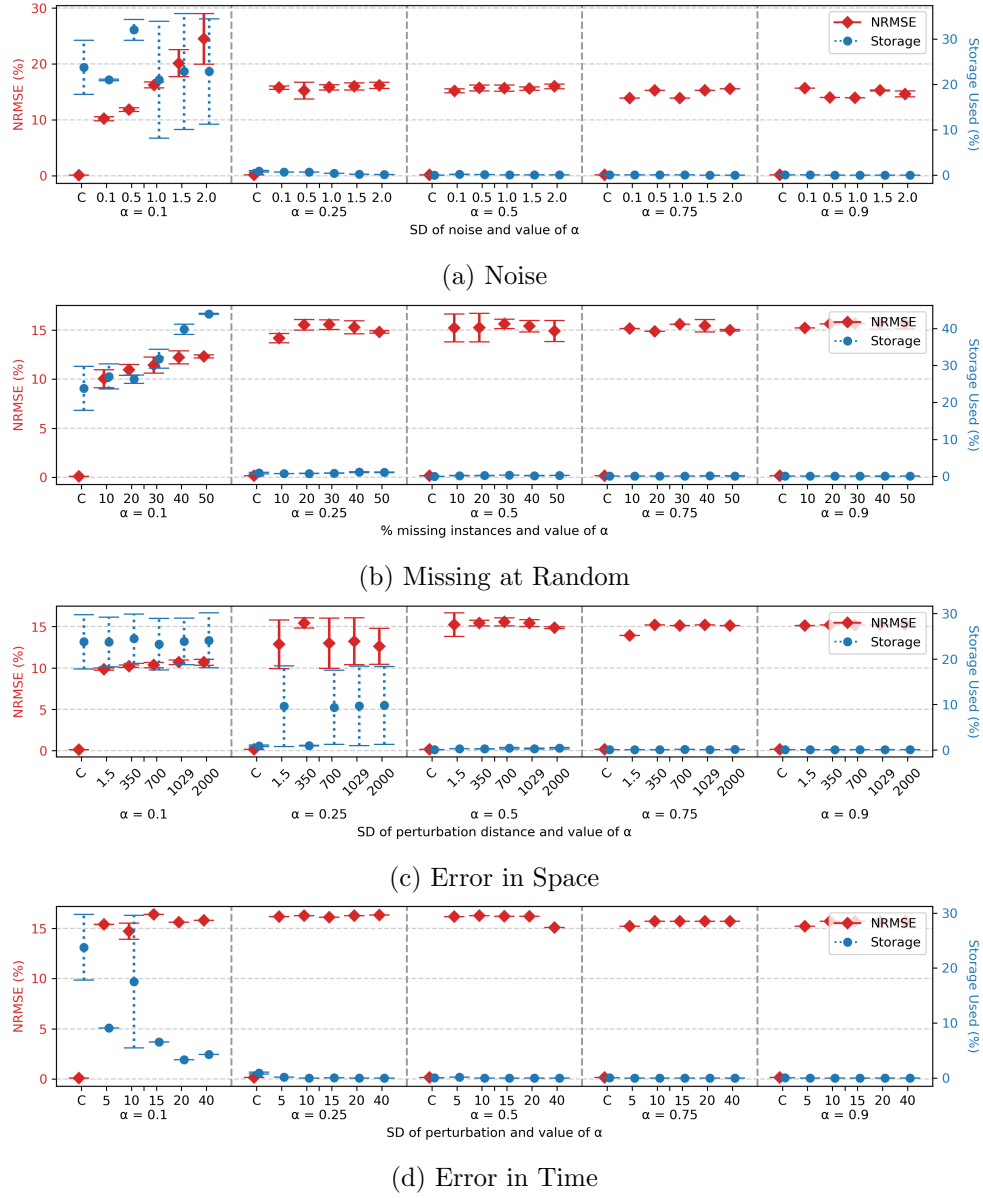 NRMSE
Storage
30
20
10
0
NRMSE (%)
30
20
10
0
Storage Used (%)
C 0.1 0.5 1.0 1.5 2.0 C 0.1 0.5 1.0 1.5 2.0 C 0.1 0.5 1.0 1.5 2.0 C 0.1 0.5 1.0 1.5 2.0 C 0.1 0.5 1.0 1.5 2.0
α = 0.1 α = 0.25 α = 0.5 α = 0.75 α = 0.9
SD of noise and value of α
(a) Noise
NRMSE
Storage
15
10
5
0
NRMSE (%)
40
30
20
10
0
Storage Used (%)
C 10 20 30 40 50 C 10 20 30 40 50 C 10 20 30 40 50 C 10 20 30 40 50 C 10 20 30 40 50
α = 0.1 α = 0.25 α = 0.5 α = 0.75 α = 0.9
% missing instances and value of α
(b) Missing at Random
NRMSE
Storage
15
10
5
0
NRMSE (%)
30
20
10
0
Storage Used (%)
C 1.5 350 700 1029 2000 C 1.5 350 700 1029 2000 C 1.5 350 700 1029 2000 C 1.5 350 700 1029 2000 C 1.5 350 700 1029 2000
α = 0.1 α = 0.25 α = 0.5 α = 0.75 α = 0.9
SD of perturbation distance and value of α
(c) Error in Space
NRMSE
Storage
15
10
5
0
NRMSE (%)
30
20
10
0
Storage Used (%)
C 5 10 15 20 40 C 5 10 15 20 40 C 5 10 15 20 40 C 5 10 15 20 40 C 5 10 15 20 40
α = 0.1 α = 0.25 α = 0.5 α = 0.75 α = 0.9
SD of perturbation and value of α
(d) Error in Time